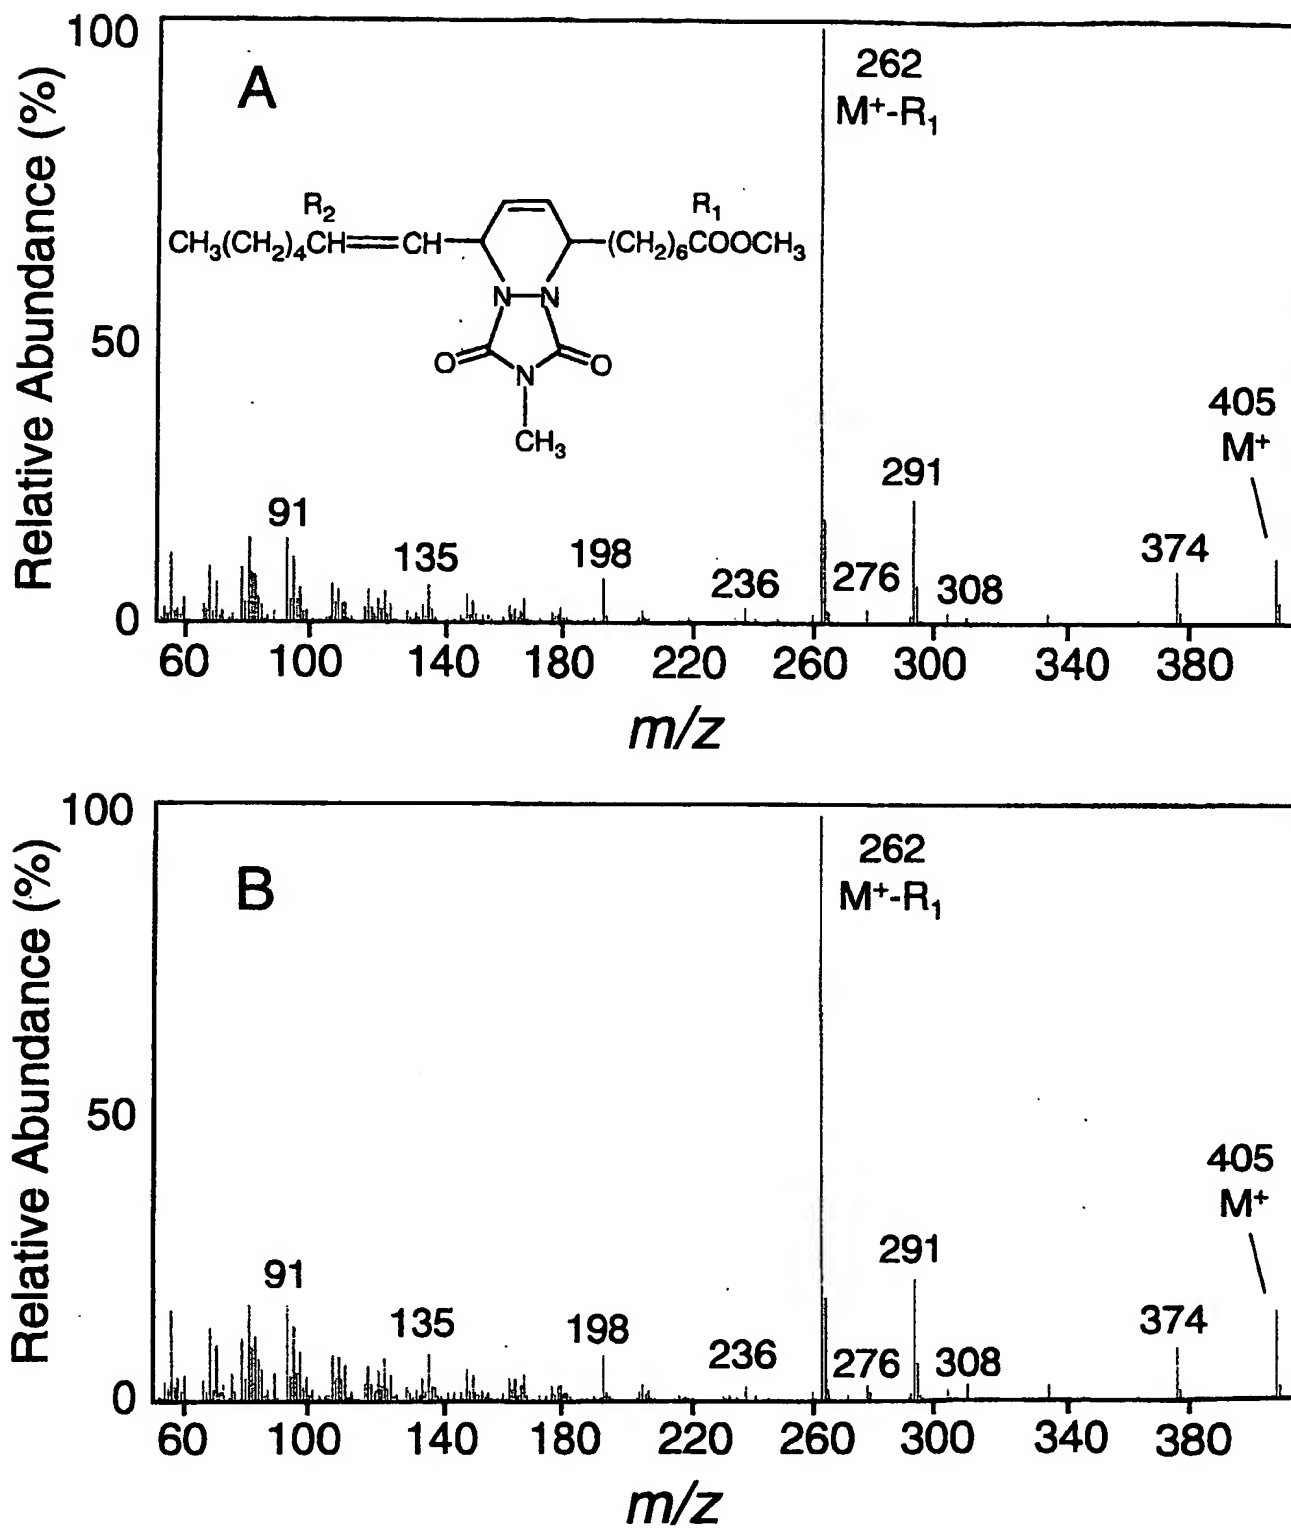 100
A
262
M⁺-R₁
R₂
R₁
CH₃(CH₂)₄CH=CH
(CH₂)₆COOCH₃
N N
50
O N O
CH₃
405
M⁺
291
91
135
198
236
276
308
374
0
60 100 140 180 220 260 300 340 380
m/z
Relative Abundance (%)
100
B
262
M⁺-R₁
50
405
M⁺
291
91
135
198
236
276
308
374
0
60 100 140 180 220 260 300 340 380
m/z
Relative Abundance (%)